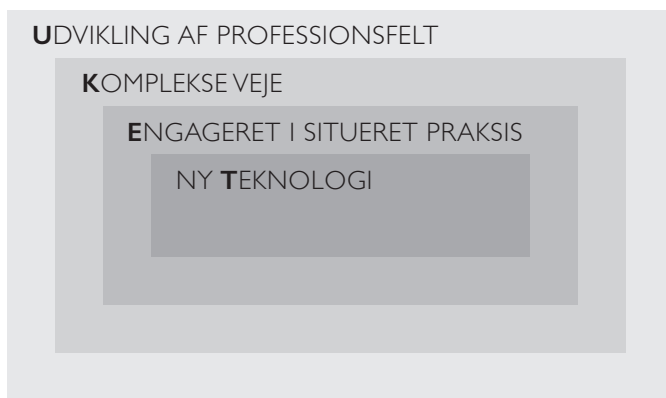 UDVIKLING AF PROFESSIONSFELT
KOMPLEKSE VEJE
ENGAGERET I SITUERET PRAKSIS
NY TEKNOLOGI